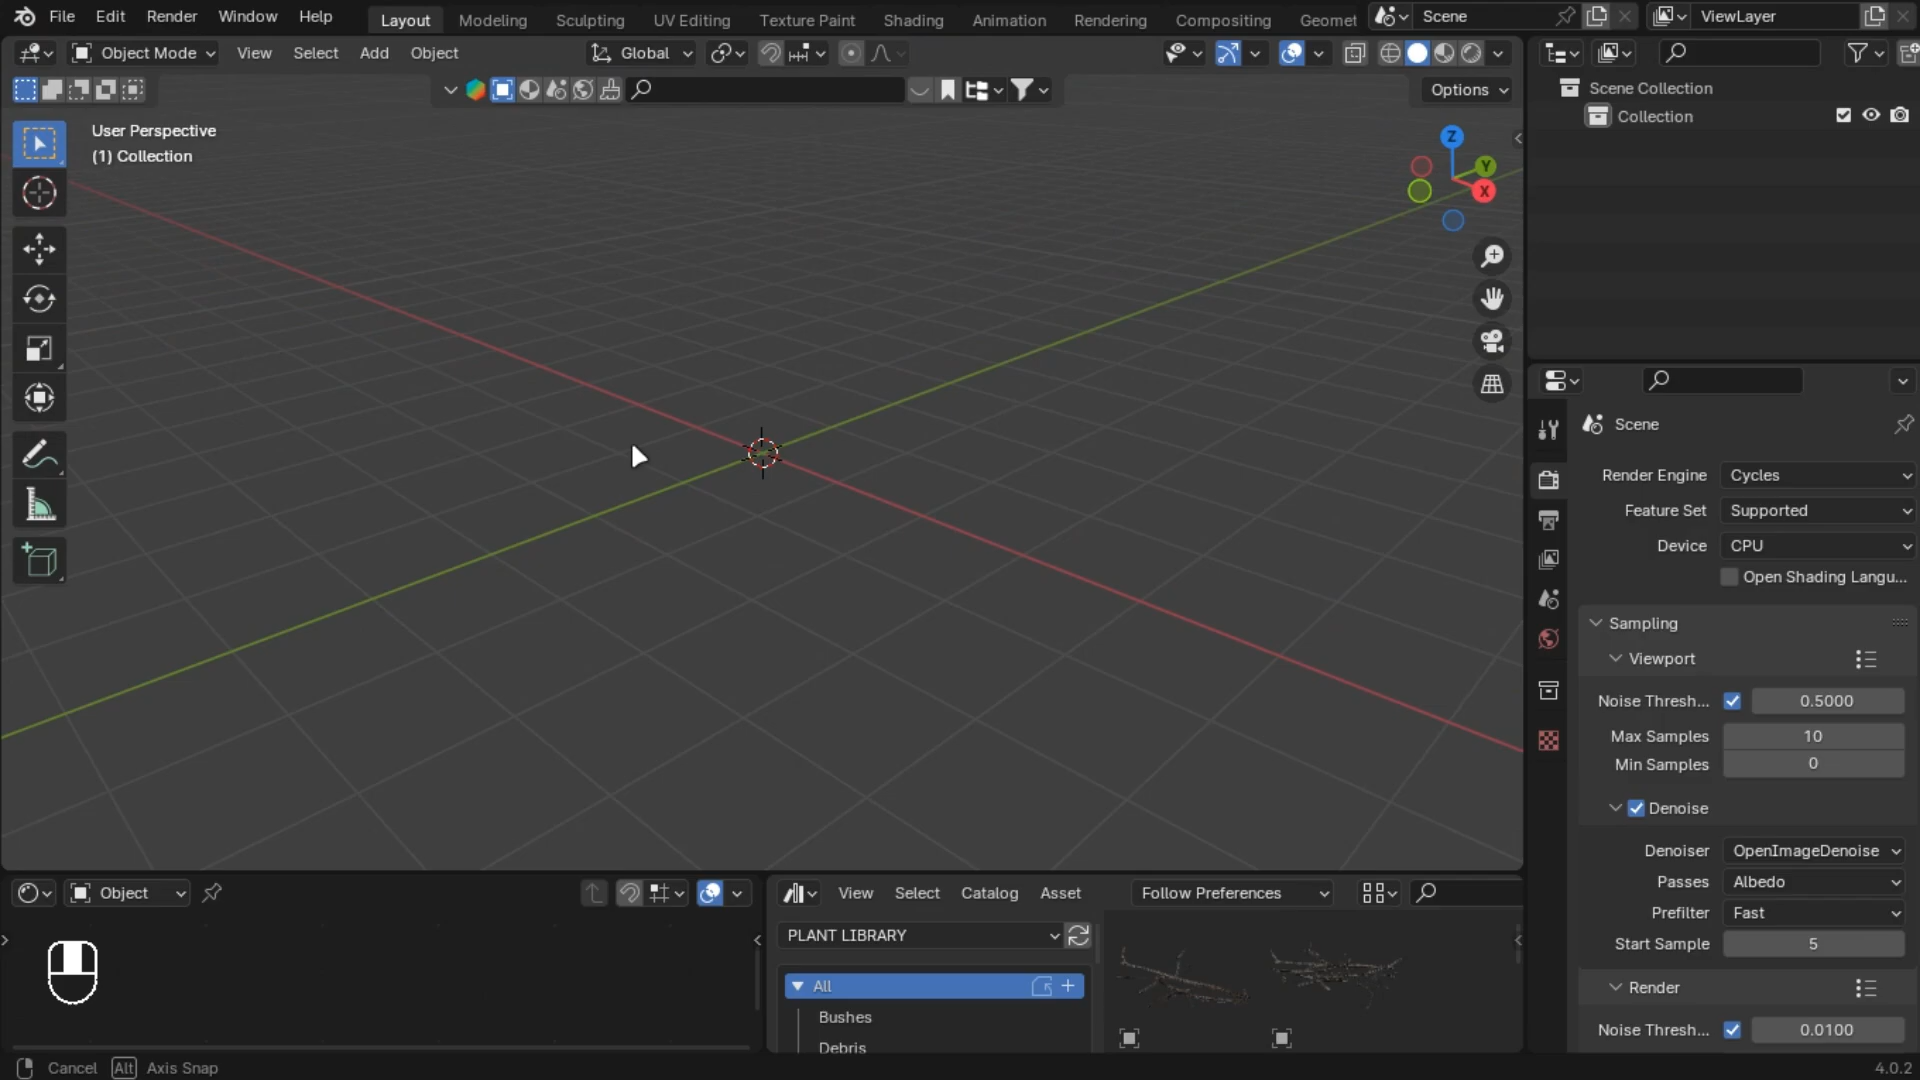 File Edit Render Window Help Layout Modeling Sculpting UV Editing Texture Paint Shading Animation Rendering Compositing Geomet Scene ViewLayer
Object Mode View Select Add Object Global
Options
User Perspective
(1) Collection
Z
Y
X
Scene Collection
Collection
Scene
Render Engine Cycles
Feature Set Supported
Device CPU
Open Shading Langu...
Sampling
Viewport
Noise Thresh... 0.5000
Max Samples 10
Min Samples 0
Denoise
Denoiser OpenImageDenoise
Passes Albedo
Prefilter Fast
Start Sample 5
Render
Noise Thresh... 0.0100
Object
View Select Catalog Asset Follow Preferences
PLANT LIBRARY
All
Bushes
Debris
Cancel Alt Axis Snap
4.0.2